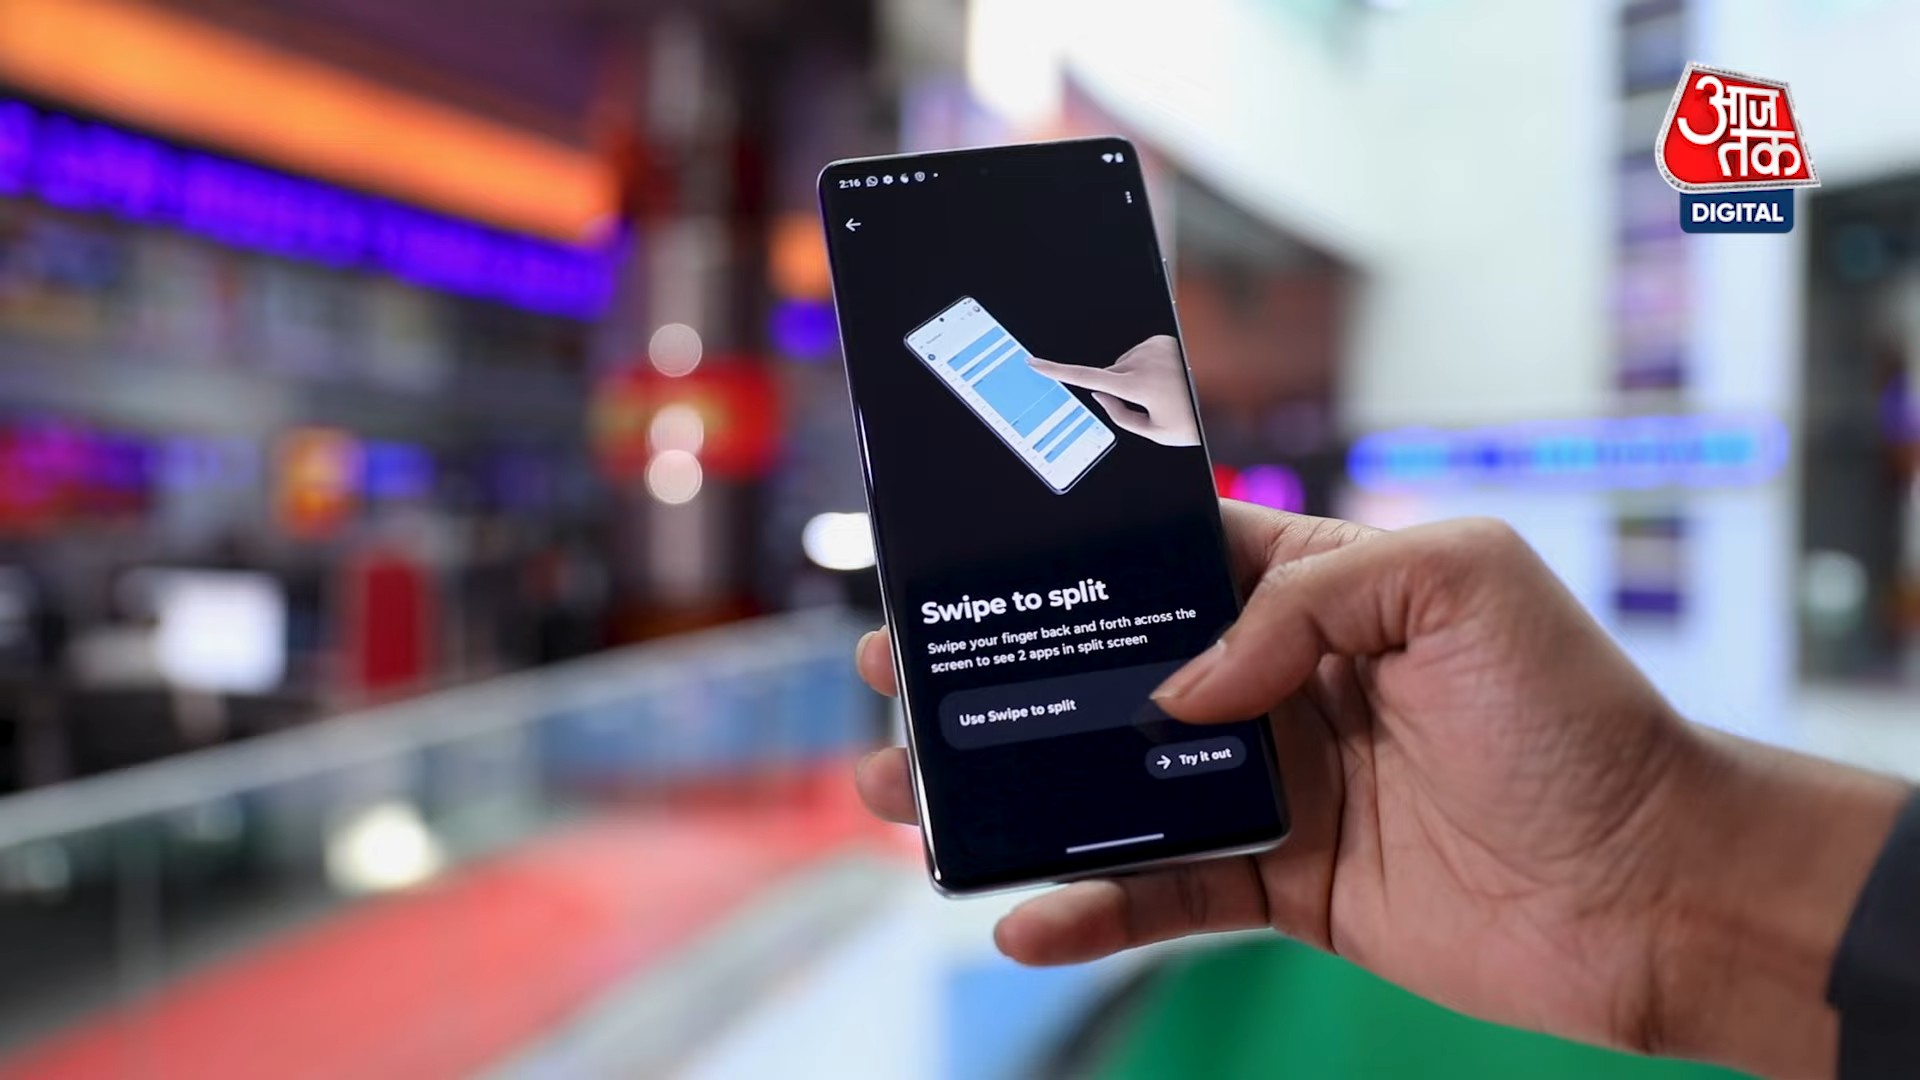 आज
तक
DIGITAL
2:16
Swipe to split
Swipe your finger back and forth across the
screen to see 2 apps in split screen
Use Swipe to split
Try it out